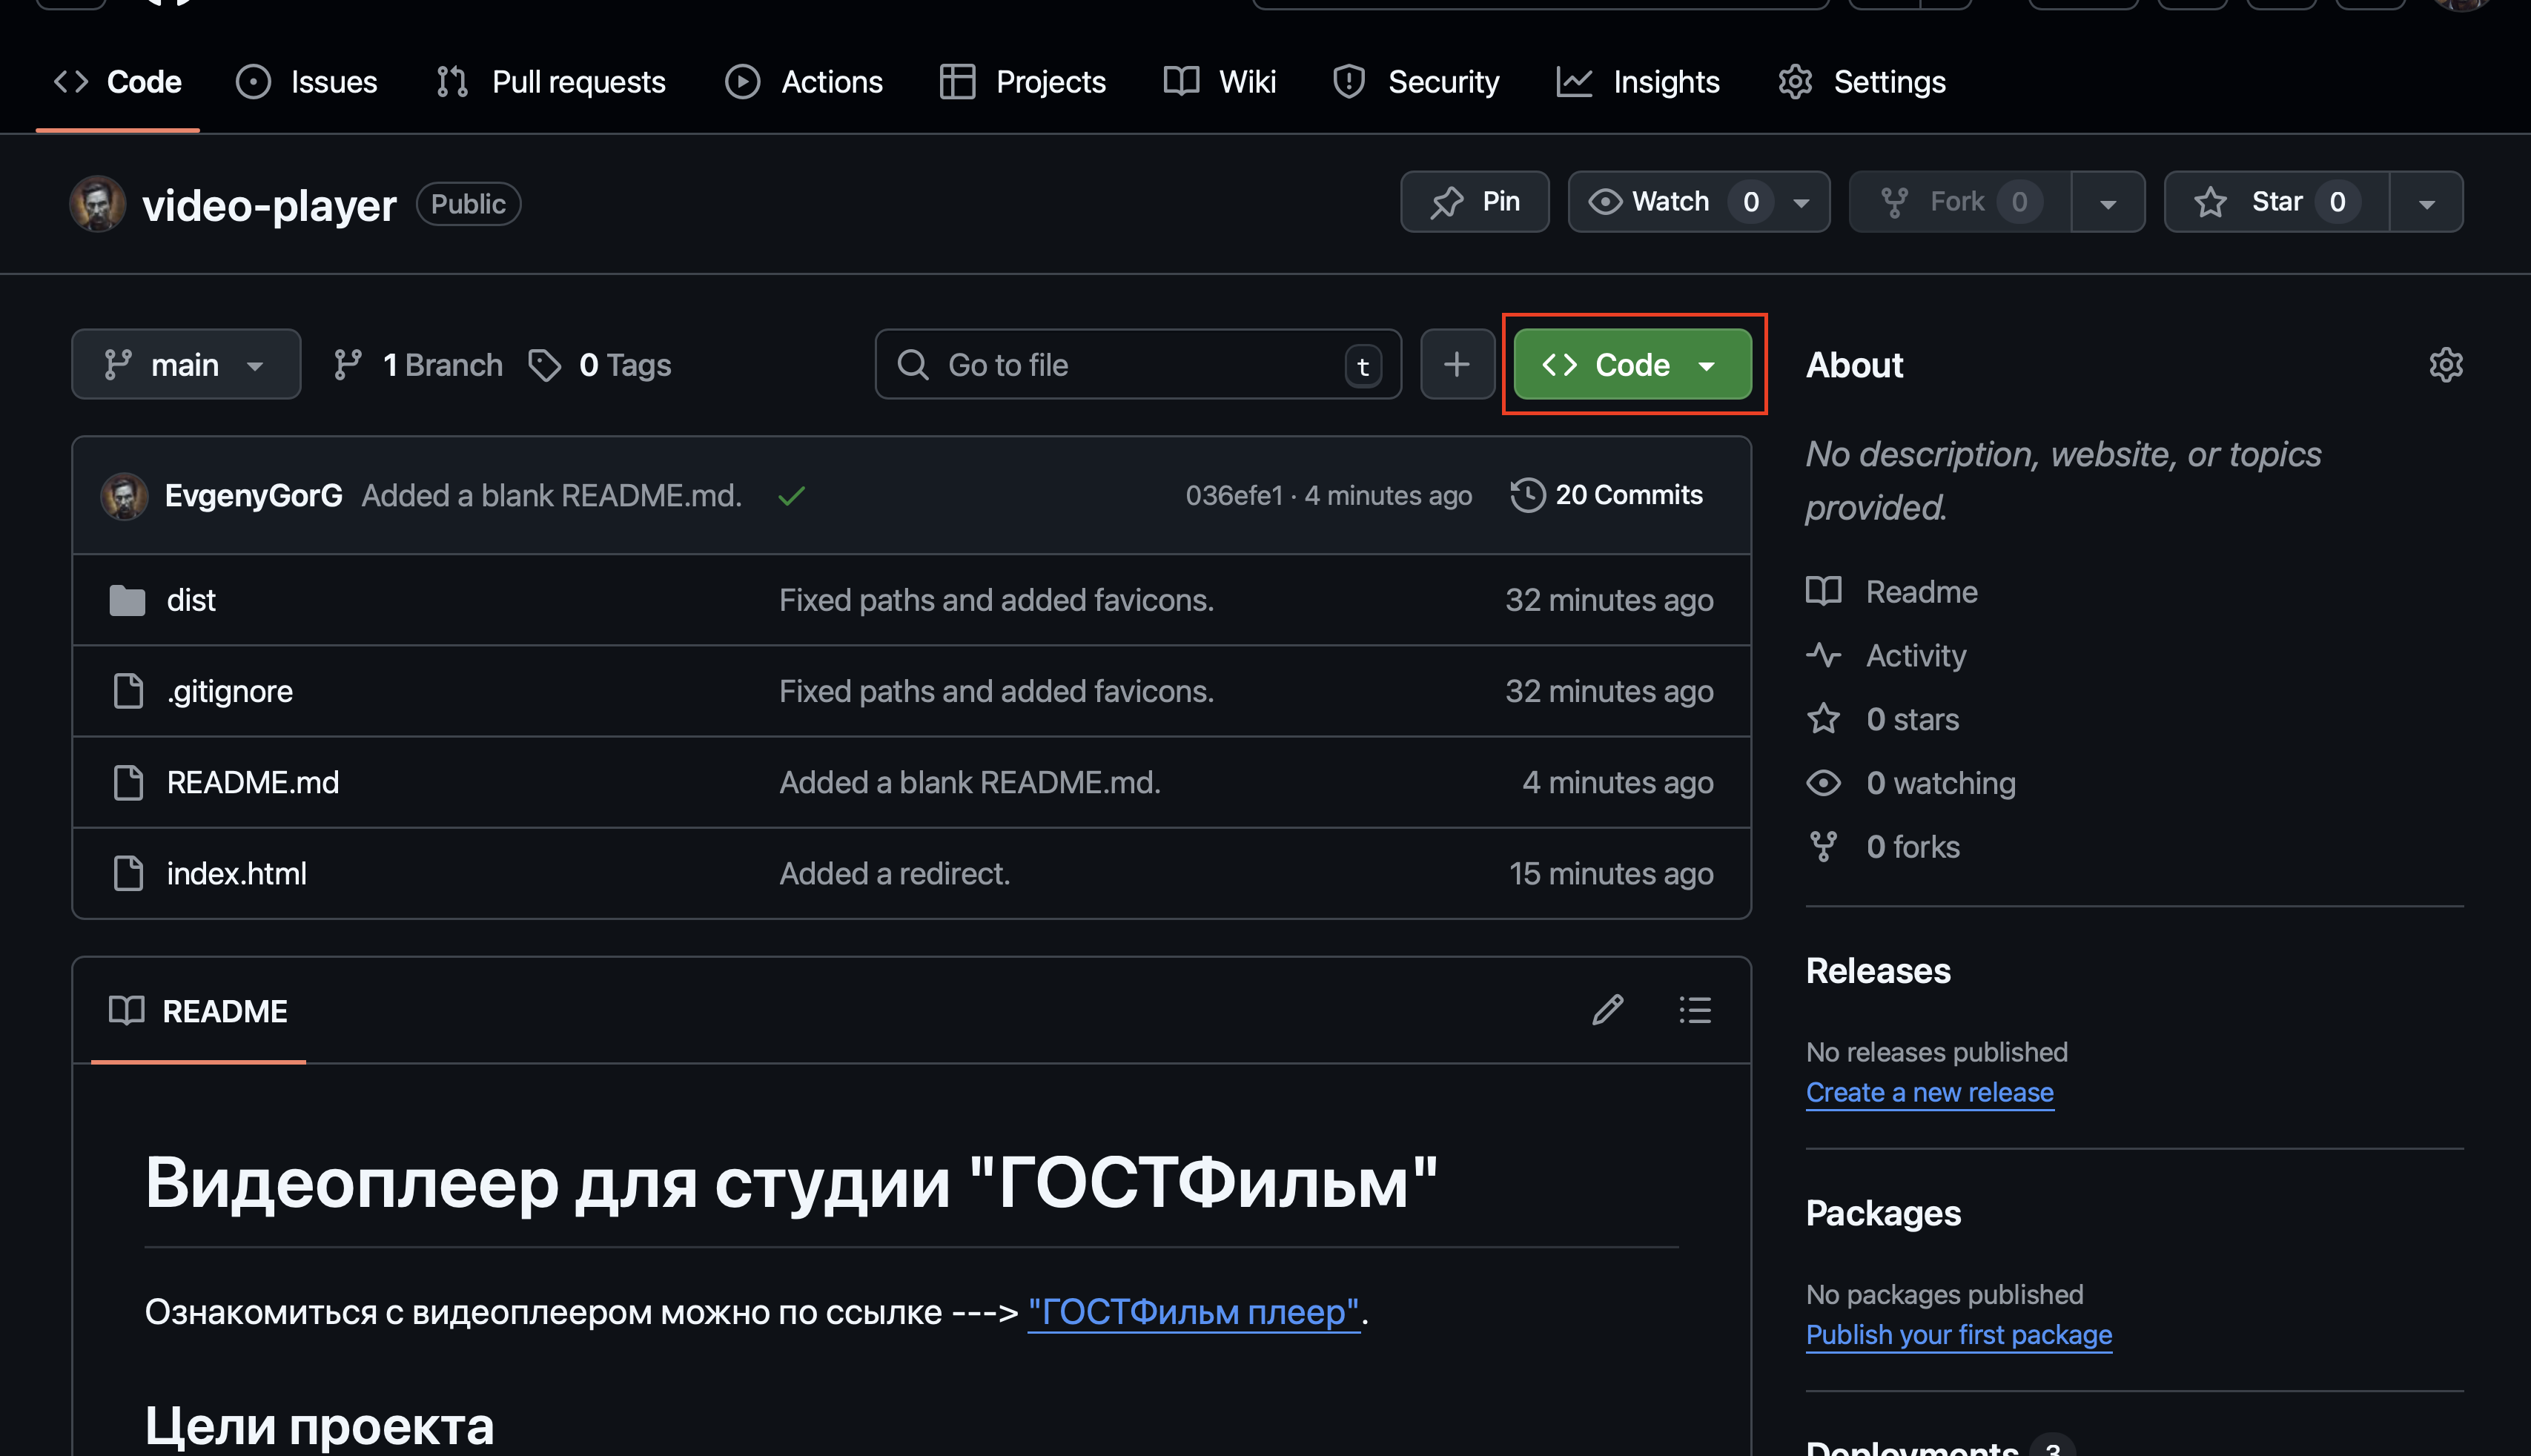 Code Issues Pull requests Actions Projects Wiki Security Insights Settings
video-player Public Pin Watch 0 Fork 0 Star 0
main 1 Branch 0 Tags Go to file t Code
EvgenyGorG Added a blank README.md. 036efe1 · 4 minutes ago 20 Commits
dist Fixed paths and added favicons. 32 minutes ago
.gitignore Fixed paths and added favicons. 32 minutes ago
README.md Added a blank README.md. 4 minutes ago
index.html Added a redirect. 15 minutes ago
README
Видеоплеер для студии "ГОСТФильм"
Ознакомиться с видеоплеером можно по ссылке ---> "ГОСТФильм плеер".
Цели проекта
About
No description, website, or topics
provided.
Readme
Activity
0 stars
0 watching
0 forks
Releases
No releases published
Create a new release
Packages
No packages published
Publish your first package
Deployments 3